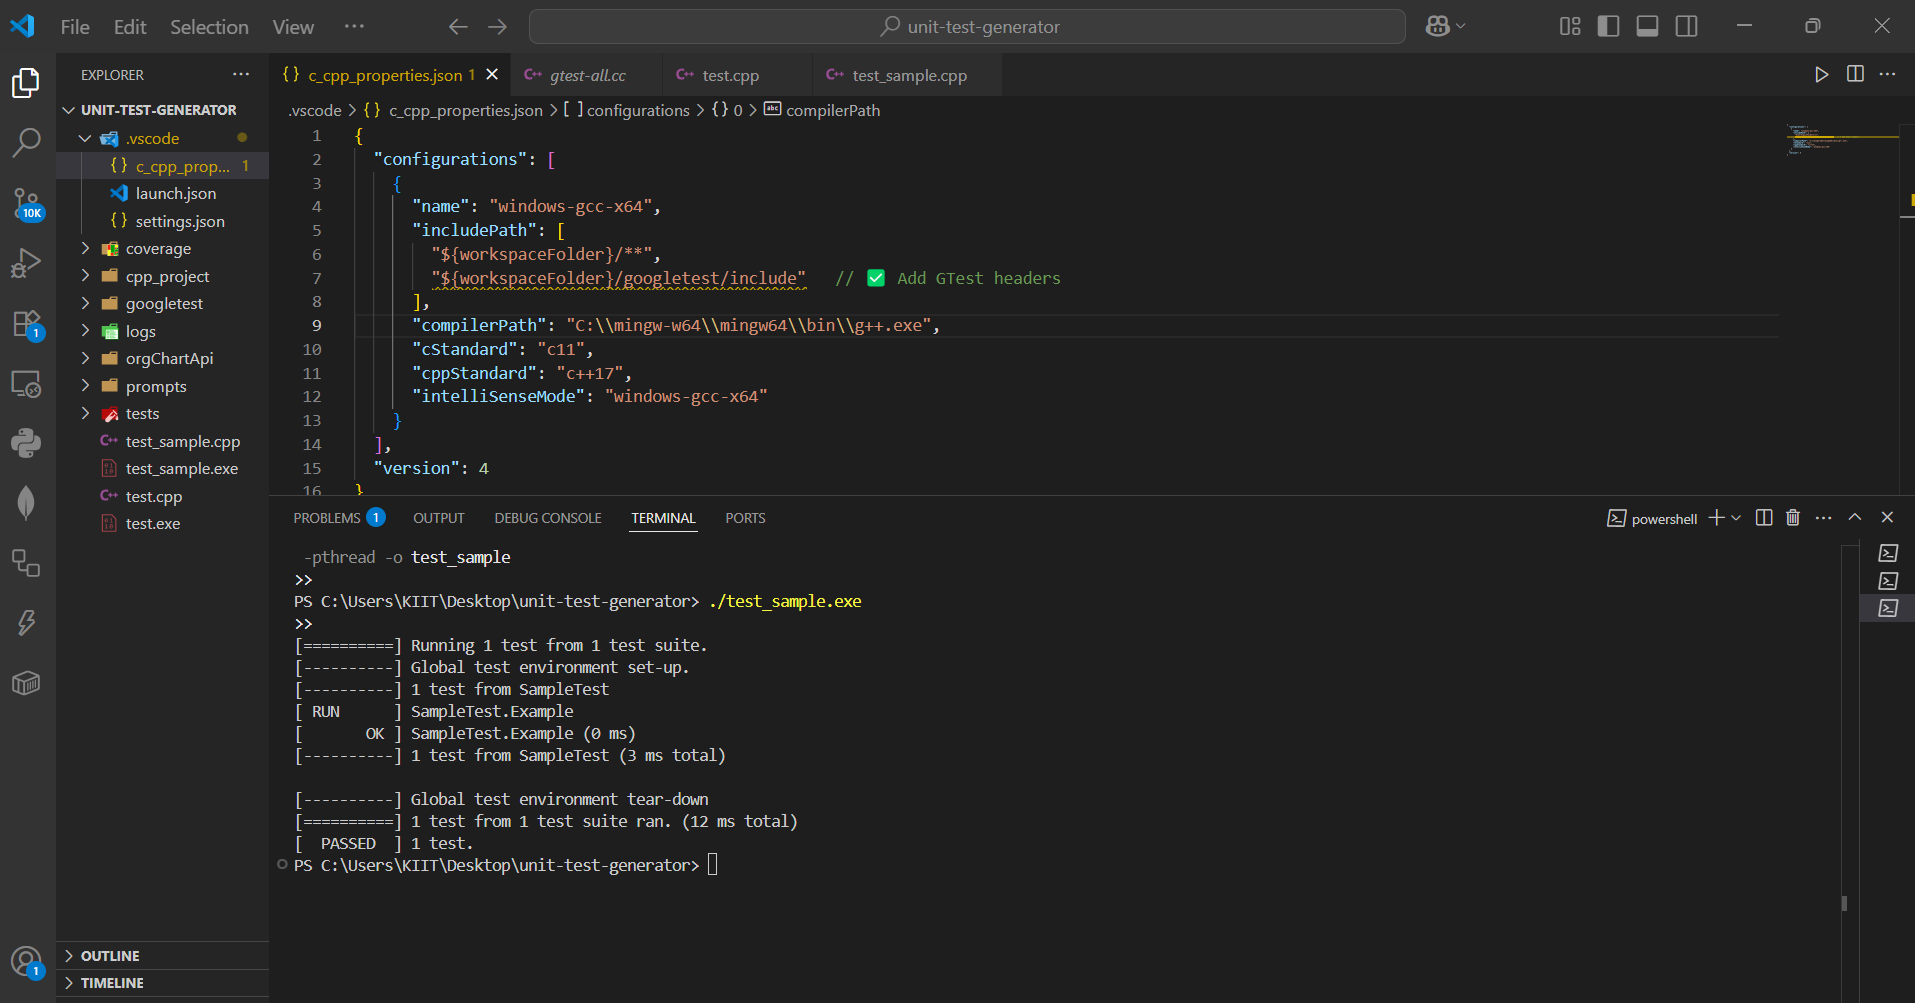 File Edit Selection View ···
unit-test-generator
EXPLORER ···
UNIT-TEST-GENERATOR
.vscode
{} c_cpp_prop... 1
launch.json
{} settings.json
coverage
cpp_project
googletest
logs
orgChartApi
prompts
tests
C++ test_sample.cpp
test_sample.exe
C++ test.cpp
test.exe
OUTLINE
TIMELINE
10K
1
1
{} c_cpp_properties.json 1
C++ gtest-all.cc
C++ test.cpp
C++ test_sample.cpp
.vscode > {} c_cpp_properties.json > [ ] configurations > {} 0 > abc compilerPath
1 {
2 "configurations": [
3 {
4 "name": "windows-gcc-x64",
5 "includePath": [
6 "${workspaceFolder}/**",
7 "${workspaceFolder}/googletest/include" // ✅ Add GTest headers
8 ],
9 "compilerPath": "C:\\mingw-w64\\mingw64\\bin\\g++.exe",
10 "cStandard": "c11",
11 "cppStandard": "c++17",
12 "intelliSenseMode": "windows-gcc-x64"
13 }
14 ],
15 "version": 4
16 }
PROBLEMS 1 OUTPUT DEBUG CONSOLE TERMINAL PORTS
powershell
-pthread -o test_sample
>>
PS C:\Users\KIIT\Desktop\unit-test-generator> ./test_sample.exe
>>
[==========] Running 1 test from 1 test suite.
[----------] Global test environment set-up.
[----------] 1 test from SampleTest
[ RUN      ] SampleTest.Example
[       OK ] SampleTest.Example (0 ms)
[----------] 1 test from SampleTest (3 ms total)
[----------] Global test environment tear-down
[==========] 1 test from 1 test suite ran. (12 ms total)
[  PASSED  ] 1 test.
PS C:\Users\KIIT\Desktop\unit-test-generator>